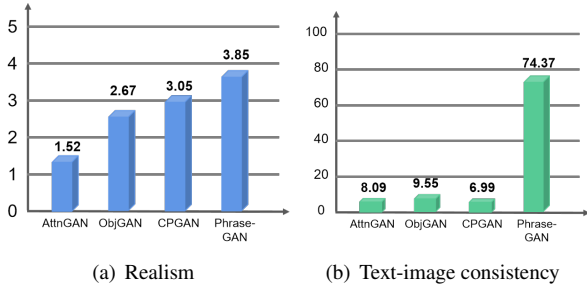 5
4
3
2
1
0
1.52
2.67
3.05
3.85
AttnGAN
ObjGAN
CPGAN
Phrase-
GAN
(a) Realism
100
80
60
40
20
0
8.09
9.55
6.99
74.37
AttnGAN
ObjGAN
CPGAN
Phrase-
GAN
(b) Text-image consistency